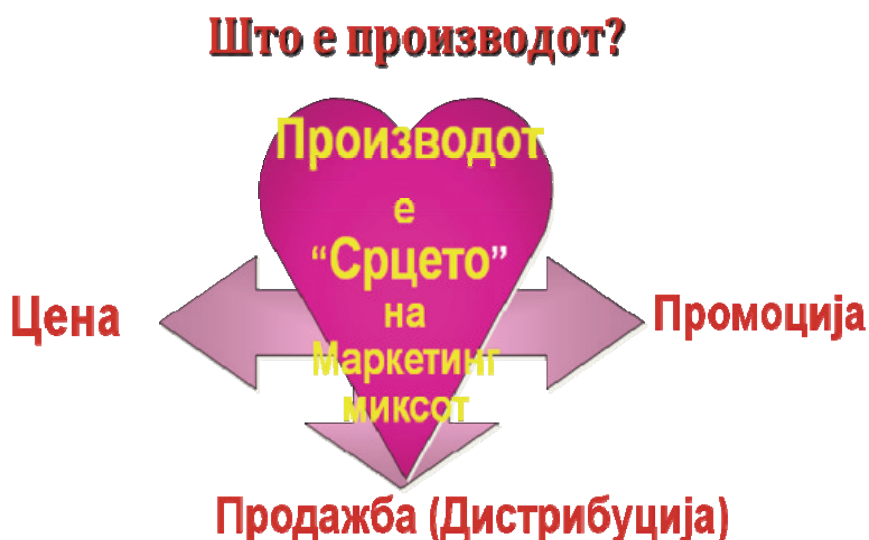 Што е производот?
Производот
е
“Срцето”
на
Маркетинг
миксот
Цена
Промоција
Продажба (Дистрибуција)